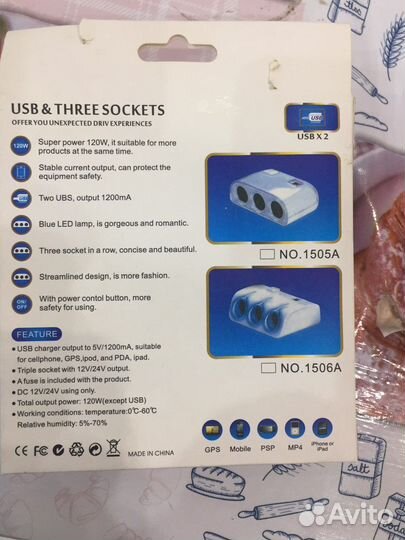 USB & THREE SOCKETS
OFFER YOU UNEXPECTED DRIV EXPERIENCES
USB
USB X 2
120W
Super power 120W, it suitable for more
products at the same time.
Stable current output, can protect the
equipment safety.
Two UBS, output 1200mA
Blue LED lamp, is gorgeous and romantic.
Three socket in a row, concise and beautiful.
Streamlined design, is more fashion.
ON/
OFF
With power contol button, more
safety for using.
NO.1505A
NO.1506A
FEATURE
• USB charger output to 5V/1200mA, suitable
for cellphone, GPS,ipod, and PDA, ipad.
• Triple socket with 12V/24V output.
• A fuse is included with the product.
• DC 12V/24V using only.
• Total output power: 120W(except USB)
• Working conditions: temperature:0℃-60℃
Relative humidity: 5%-70%
CE
MADE IN CHINA
GPS
Mobile
PSP
MP4
iPhone or
iPad
salt
Avito